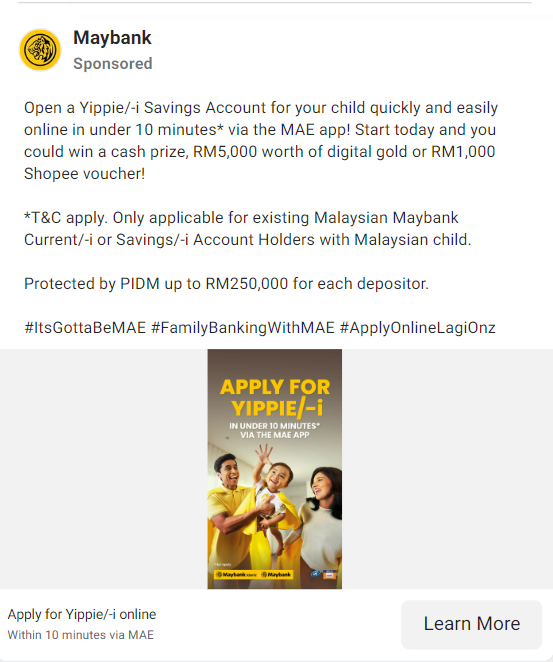 Maybank
Sponsored
Open a Yippie/-i Savings Account for your child quickly and easily
online in under 10 minutes* via the MAE app! Start today and you
could win a cash prize, RM5,000 worth of digital gold or RM1,000
Shopee voucher!
*T&C apply. Only applicable for existing Malaysian Maybank
Current/-i or Savings/-i Account Holders with Malaysian child.
Protected by PIDM up to RM250,000 for each depositor.
#ItsGottaBeMAE #FamilyBankingWithMAE #ApplyOnlineLagiOnz
APPLY FOR
YIPPIE/-i
IN UNDER 10 MINUTES*
VIA THE MAE APP
Maybank Maybank
Apply for Yippie/-i online
Within 10 minutes via MAE
Learn More